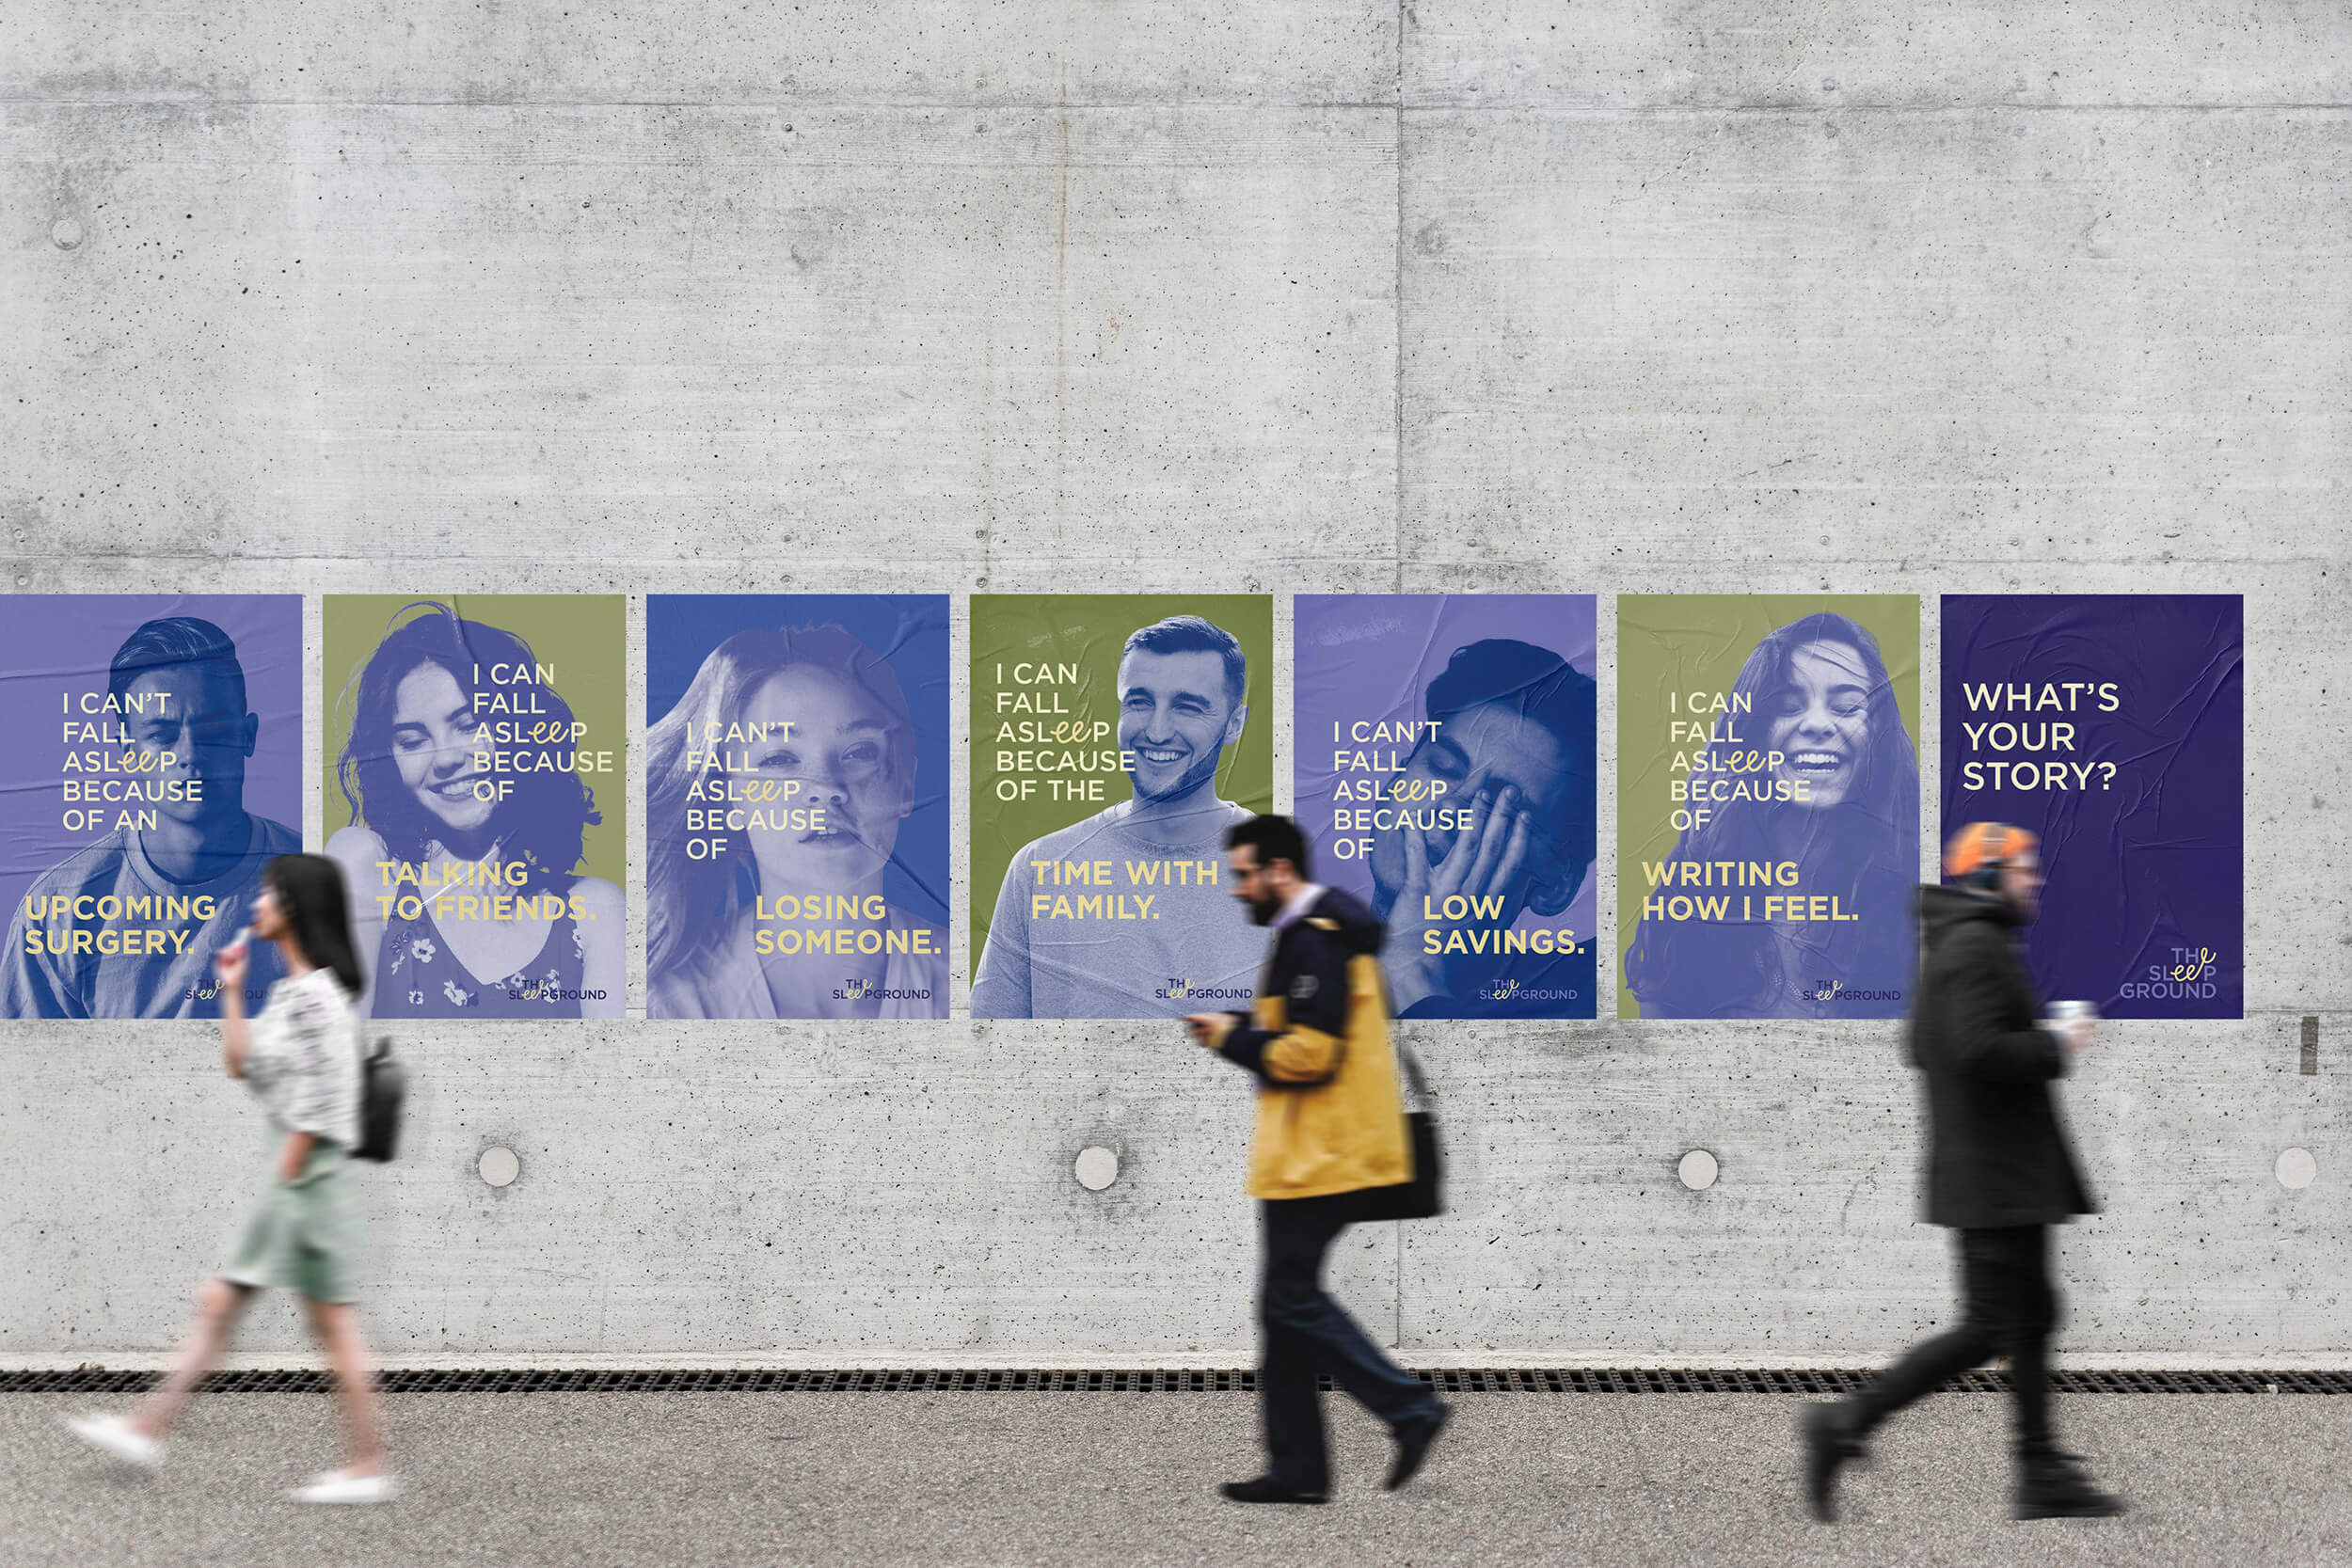 I CAN'T
FALL
ASLeeP
BECAUSE
OF AN
UPCOMING
SURGERY.
I CAN
FALL
ASLeeP
BECAUSE
OF
TALKING
TO FRIENDS.
THe
SLeePGROUND
I CAN'T
FALL
ASLeeP
BECAUSE
OF
LOSING
SOMEONE.
THe
SLeePGROUND
I CAN
FALL
ASLeeP
BECAUSE
OF THE
TIME WITH
FAMILY.
THe
SLeePGROUND
I CAN'T
FALL
ASLeeP
BECAUSE
OF
LOW
SAVINGS.
THe
SLeePGROUND
I CAN
FALL
ASLeeP
BECAUSE
OF
WRITING
HOW I FEEL.
THe
SLeePGROUND
WHAT'S
YOUR
STORY?
THe
SLeeP
GROUND